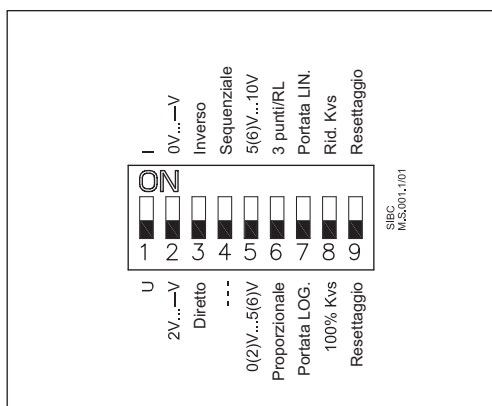 I
0V...—V
Inverso
Sequenziale
5(6)V...10V
3 punti/RL
Portata LIN.
Rid. Kvs
Resettaggio
ON
1 2 3 4 5 6 7 8 9
U
2V...—V
Diretto
----
0(2)V...5(6)V
Proporzionale
Portata LOG.
100% Kvs
Resettaggio
SIBC
M.S.001.1/01